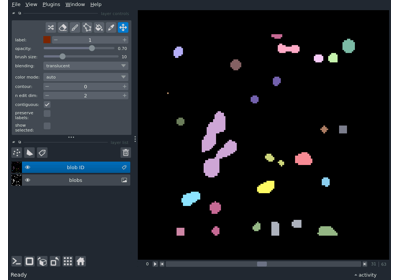 File View Plugins Window Help
label: 1
opacity: 0.70
brush size: 10
blending: translucent
color mode: auto
contour: 0
n edit dim: 2
contiguous:
preserve labels:
show selected:
blob ID
blobs
Ready
activity